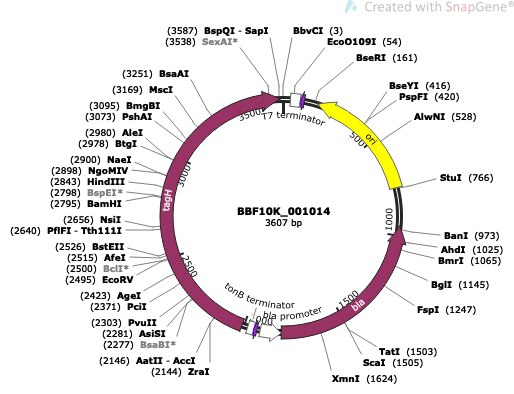 Created with SnapGene®
(3587) BspQI - SapI
(3538) SexAI*
BbvCI (3)
EcoO109I (54)
BseRI (161)
(3251) BsaAI
(3169) MscI
(3095) BmgBI
(3073) PshAI
(2980) AleI
(2978) BtgI
(2900) NaeI
(2898) NgoMIV
(2843) HindIII
(2798) BspEI*
(2795) BamHI
(2656) NsiI
(2640) PflFI - Tth111I
(2526) BstEII
(2515) AfeI
(2500) BclI*
(2495) EcoRV
(2423) AgeI
(2371) PciI
(2303) PvuII
(2281) AsiSI
(2277) BsaBI*
(2146) AatII - AccI
(2144) ZraI
BseYI (416)
PspFI (420)
AlwNI (528)
StuI (766)
BanI (973)
AhdI (1025)
BmrI (1065)
BglI (1145)
FspI (1247)
TatI (1503)
ScaI (1505)
XmnI (1624)
T7 terminator
ori
tagH
bla
tonB terminator
bla promoter
500
1000
1500
2500
3000
3500
BBF10K_001014
3607 bp